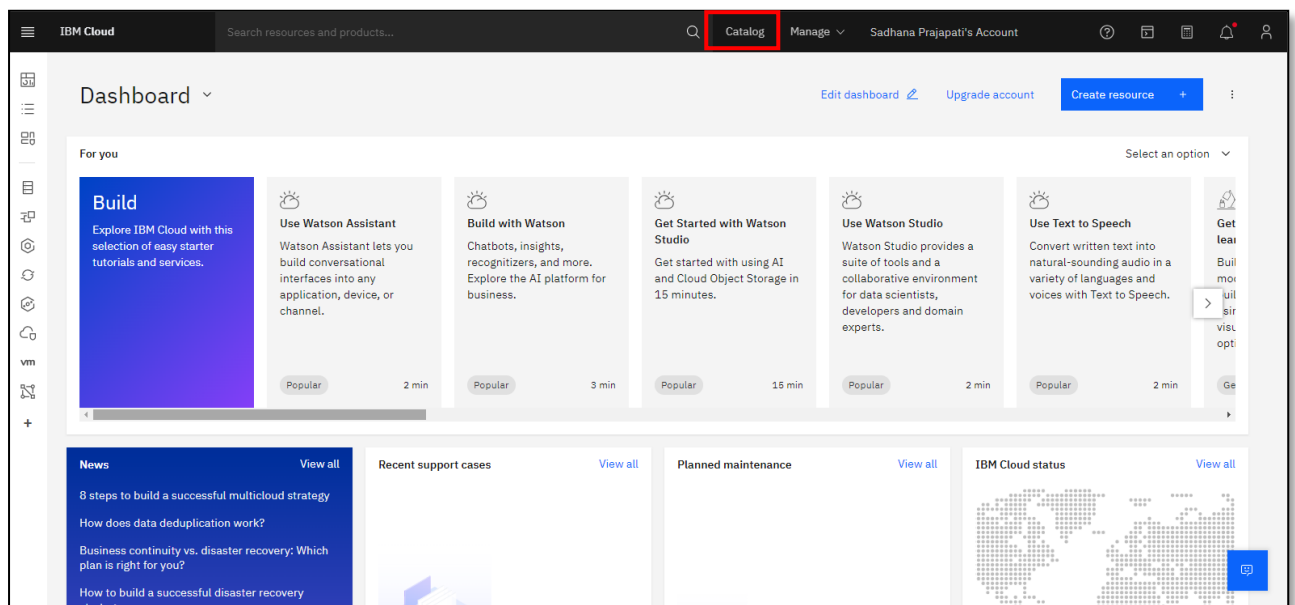 IBM Cloud
Search resources and products...
Catalog
Manage
Sadhana Prajapati's Account
Dashboard
Edit dashboard
Upgrade account
Create resource +
For you
Select an option
Build
Explore IBM Cloud with this
selection of easy starter
tutorials and services.
Use Watson Assistant
Watson Assistant lets you
build conversational
interfaces into any
application, device, or
channel.
Popular
2 min
Build with Watson
Chatbots, insights,
recognitizers, and more.
Explore the AI platform for
business.
Popular
3 min
Get Started with Watson
Studio
Get started with using AI
and Cloud Object Storage in
15 minutes.
Popular
15 min
Use Watson Studio
Watson Studio provides a
suite of tools and a
collaborative environment
for data scientists,
developers and domain
experts.
Popular
2 min
Use Text to Speech
Convert written text into
natural-sounding audio in a
variety of languages and
voices with Text to Speech.
Popular
2 min
Get
vm
News
View all
8 steps to build a successful multicloud strategy
How does data deduplication work?
Business continuity vs. disaster recovery: Which
plan is right for you?
How to build a successful disaster recovery
Recent support cases
View all
Planned maintenance
View all
IBM Cloud status
View all